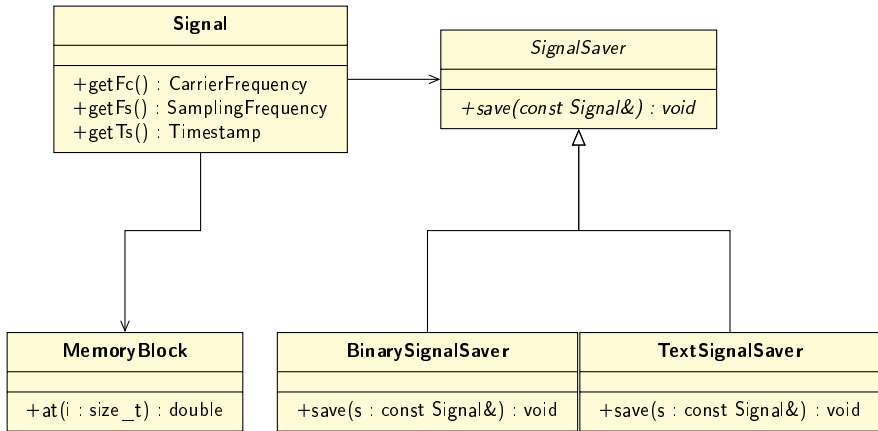 Signal
+getFc() : CarrierFrequency
+getFs() : SamplingFrequency
+getTs() : Timestamp
SignalSaver
+save(const Signal&) : void
MemoryBlock
+at(i : size_t) : double
BinarySignalSaver
+save(s : const Signal&) : void
TextSignalSaver
+save(s : const Signal&) : void